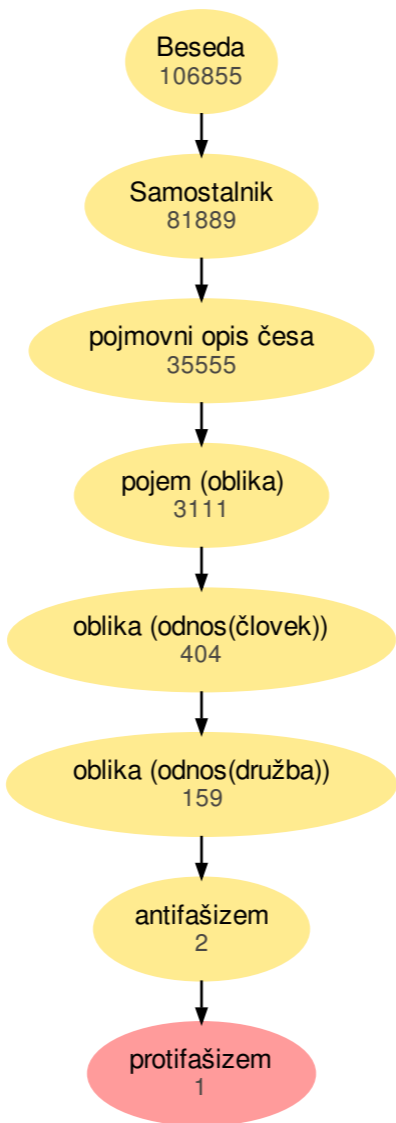 Beseda
106855
Samostalnik
81889
pojmovni opis česa
35555
pojem (oblika)
3111
oblika (odnos(človek))
404
oblika (odnos(družba))
159
antifašizem
2
protifašizem
1